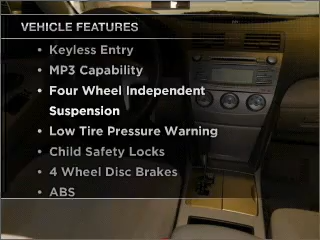 VEHICLE FEATURES
• Keyless Entry
• MP3 Capability
• Four Wheel Independent
Suspension
• Low Tire Pressure Warning
• Child Safety Locks
• 4 Wheel Disc Brakes
• ABS